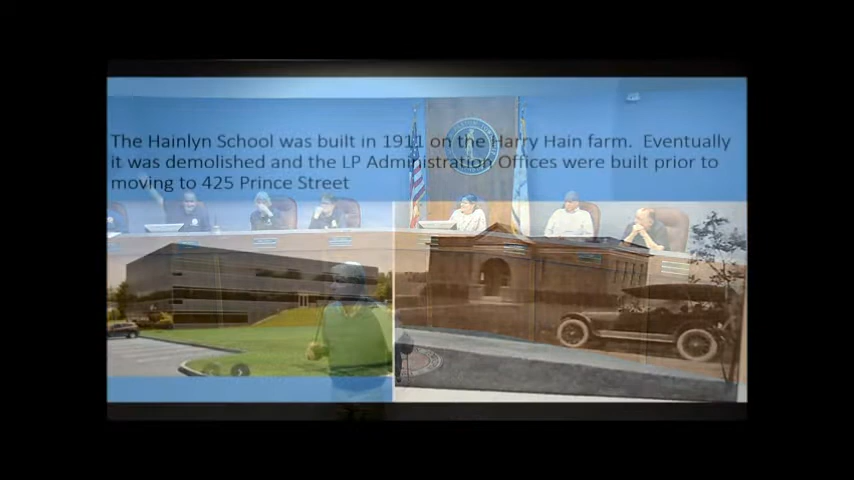 The Hainlyn School was built in 1911 on the Harry Hain farm.  Eventually
it was demolished and the LP Administration Offices were built prior to
moving to 425 Prince Street